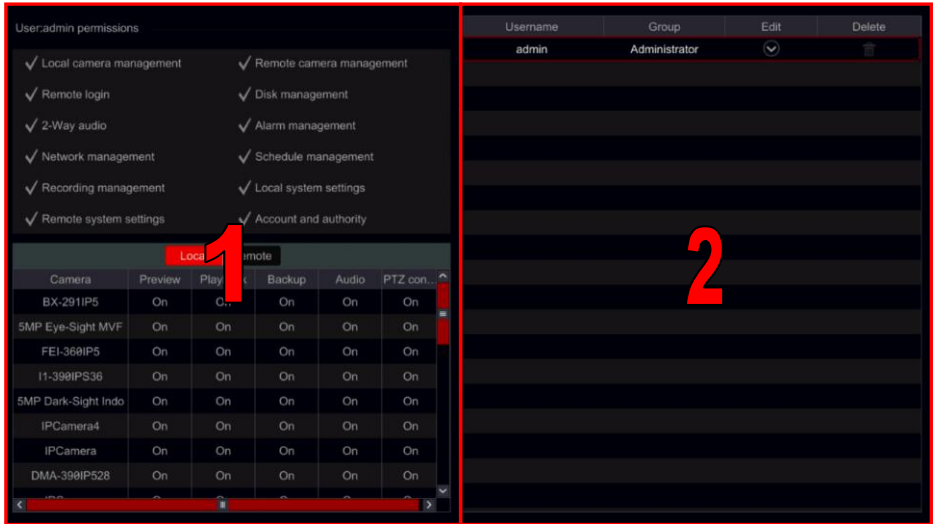 User:admin permissions
Local camera management Remote camera management
Remote login Disk management
2-Way audio Alarm management
Network management Schedule management
Recording management Local system settings
Remote system settings Account and authority
1
Camera Preview Backup Audio PTZ con...
BX-291IP5 On On On On On
5MP Eye-Sight MVF On On On On On
FEI-360IP5 On On On On On
I1-390IPS36 On On On On On
5MP Dark-Sight Indo On On On On On
IPCamera4 On On On On On
IPCamera On On On On On
DMA-390IP528 On On On On On
Username Group Edit Delete
admin Administrator
2